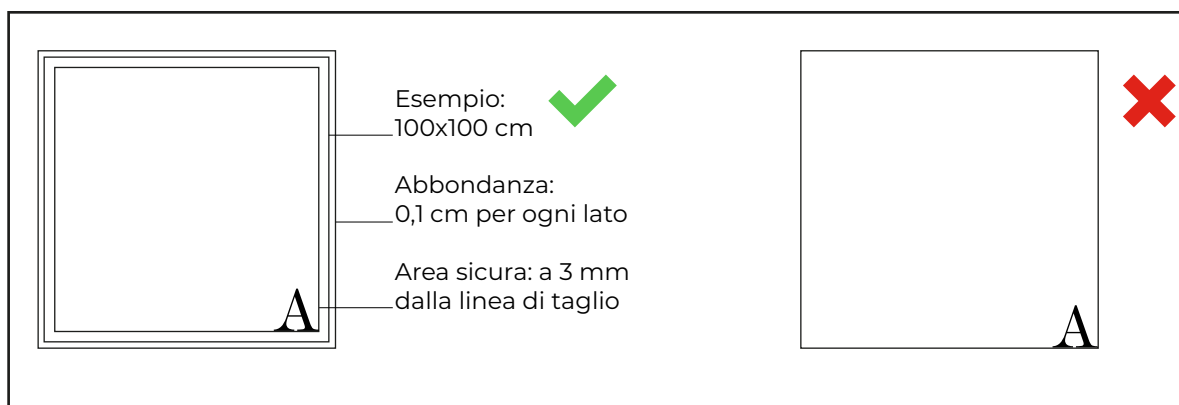 Esempio:
100x100 cm
Abbondanza:
0,1 cm per ogni lato
Area sicura: a 3 mm
dalla linea di taglio
A
A